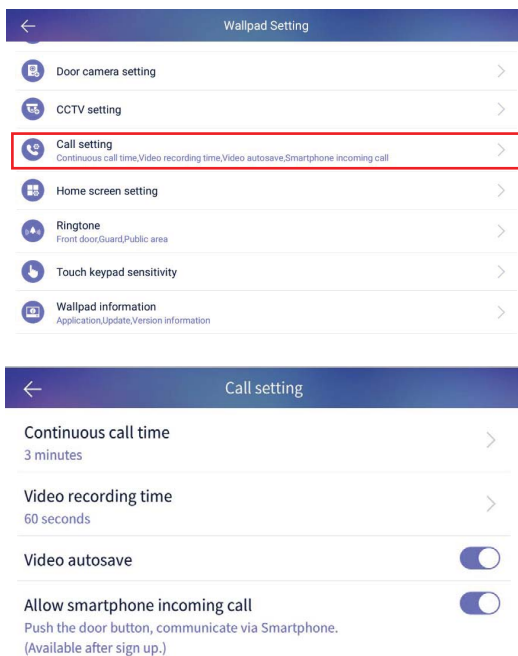 Wallpad Setting
Door camera setting
CCTV setting
Call setting
Continuous call time,Video recording time,Video autosave,Smartphone incoming call
Home screen setting
Ringtone
Front door,Guard,Public area
Touch keypad sensitivity
Wallpad information
Application,Update,Version information
Call setting
Continuous call time
3 minutes
Video recording time
60 seconds
Video autosave
Allow smartphone incoming call
Push the door button, communicate via Smartphone.
(Available after sign up.)